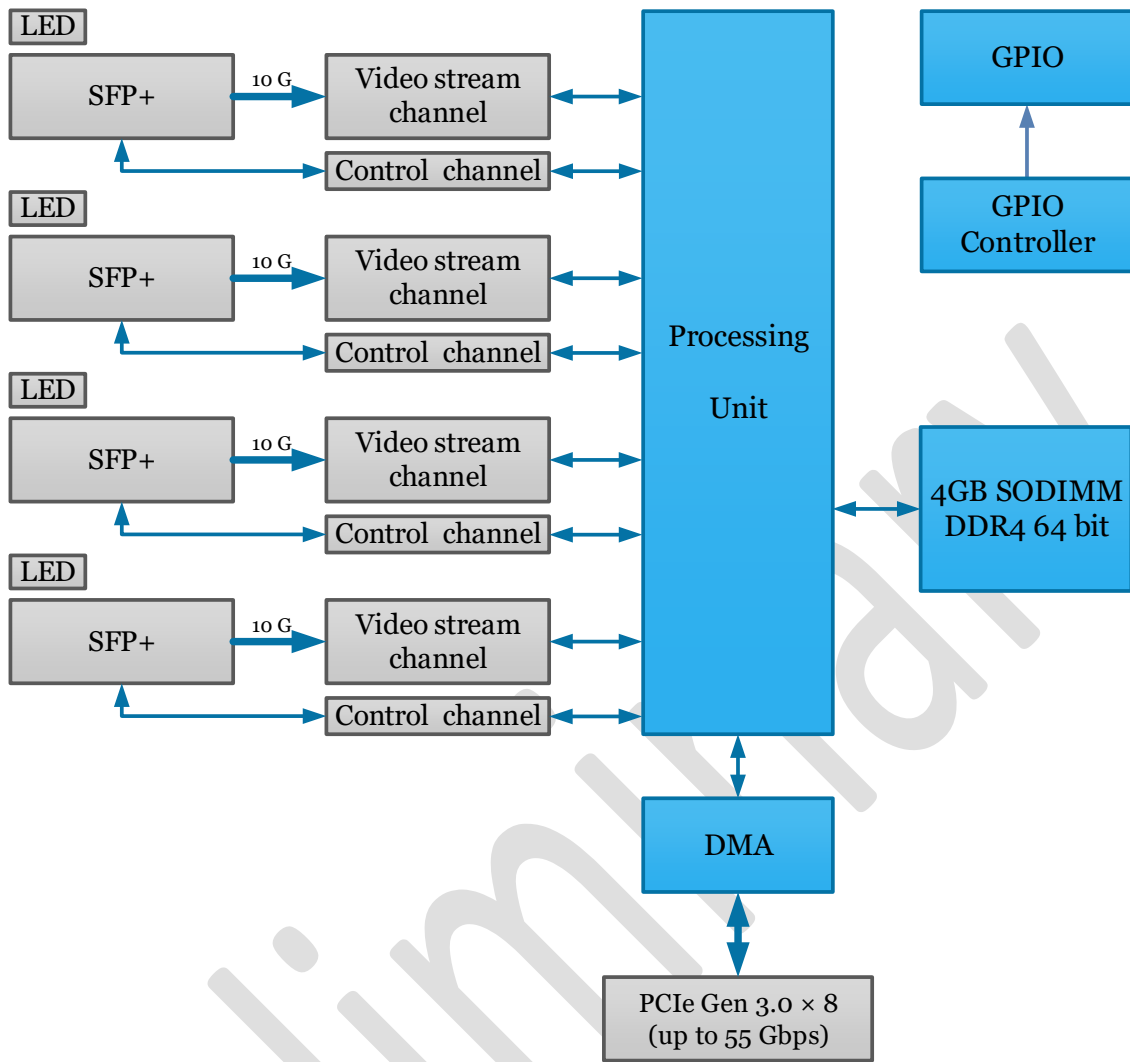 LED
SFP+
10 G
Video stream
channel
Control channel
LED
SFP+
10 G
Video stream
channel
Control channel
LED
SFP+
10 G
Video stream
channel
Control channel
LED
SFP+
10 G
Video stream
channel
Control channel
Processing
Unit
GPIO
GPIO
Controller
4GB SODIMM
DDR4 64 bit
DMA
PCIe Gen 3.0 × 8
(up to 55 Gbps)